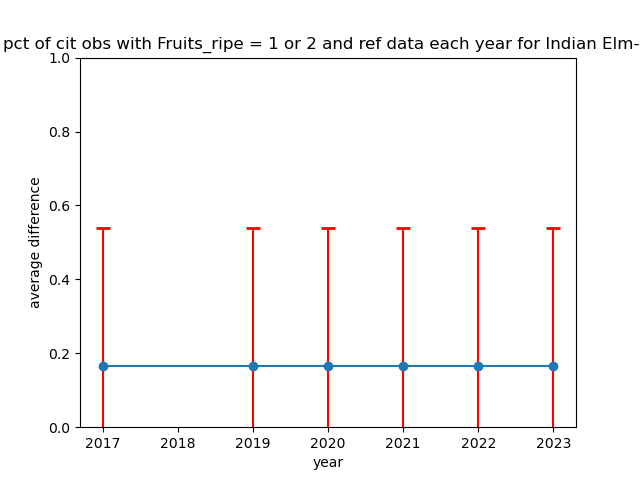 pct of cit obs with Fruits_ripe = 1 or 2 and ref data each year for Indian Elm-
1.0
0.8
0.6
0.4
0.2
0.0
average difference
2017 2018 2019 2020 2021 2022 2023
year